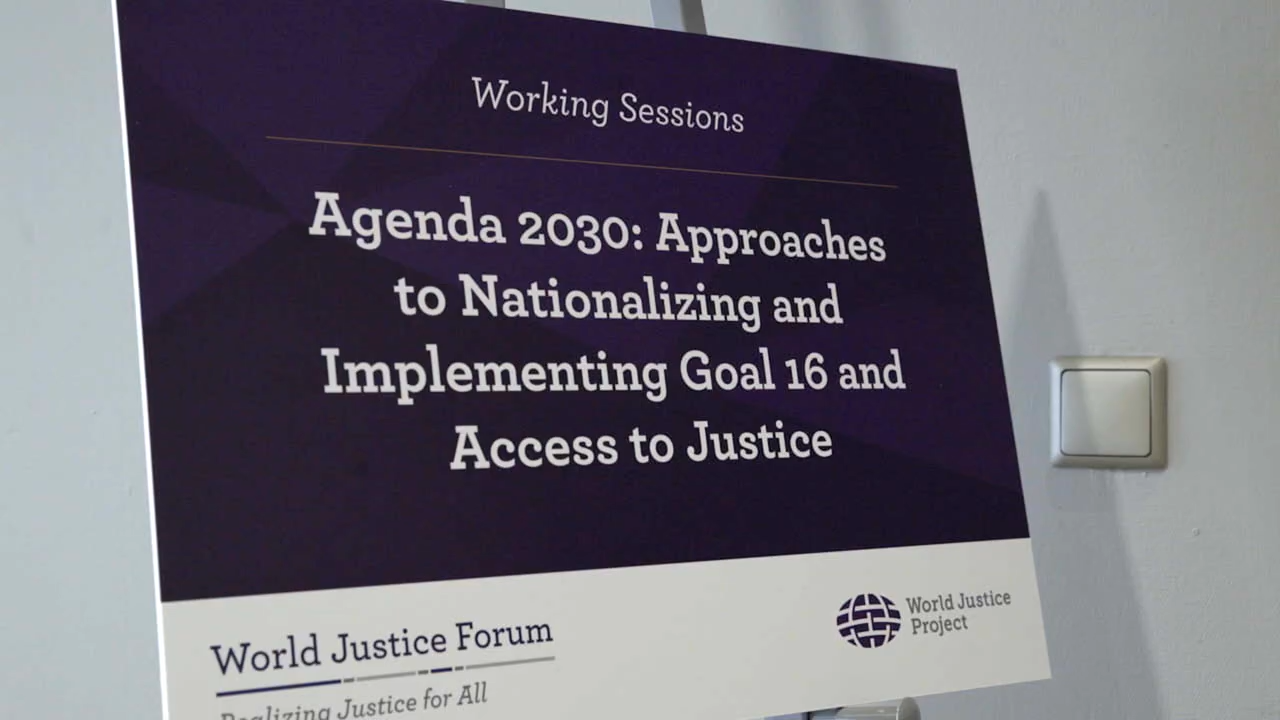 Working Sessions
Agenda 2030: Approaches
to Nationalizing and
Implementing Goal 16 and
Access to Justice
World Justice Forum
Realizing Justice for All
World Justice
Project